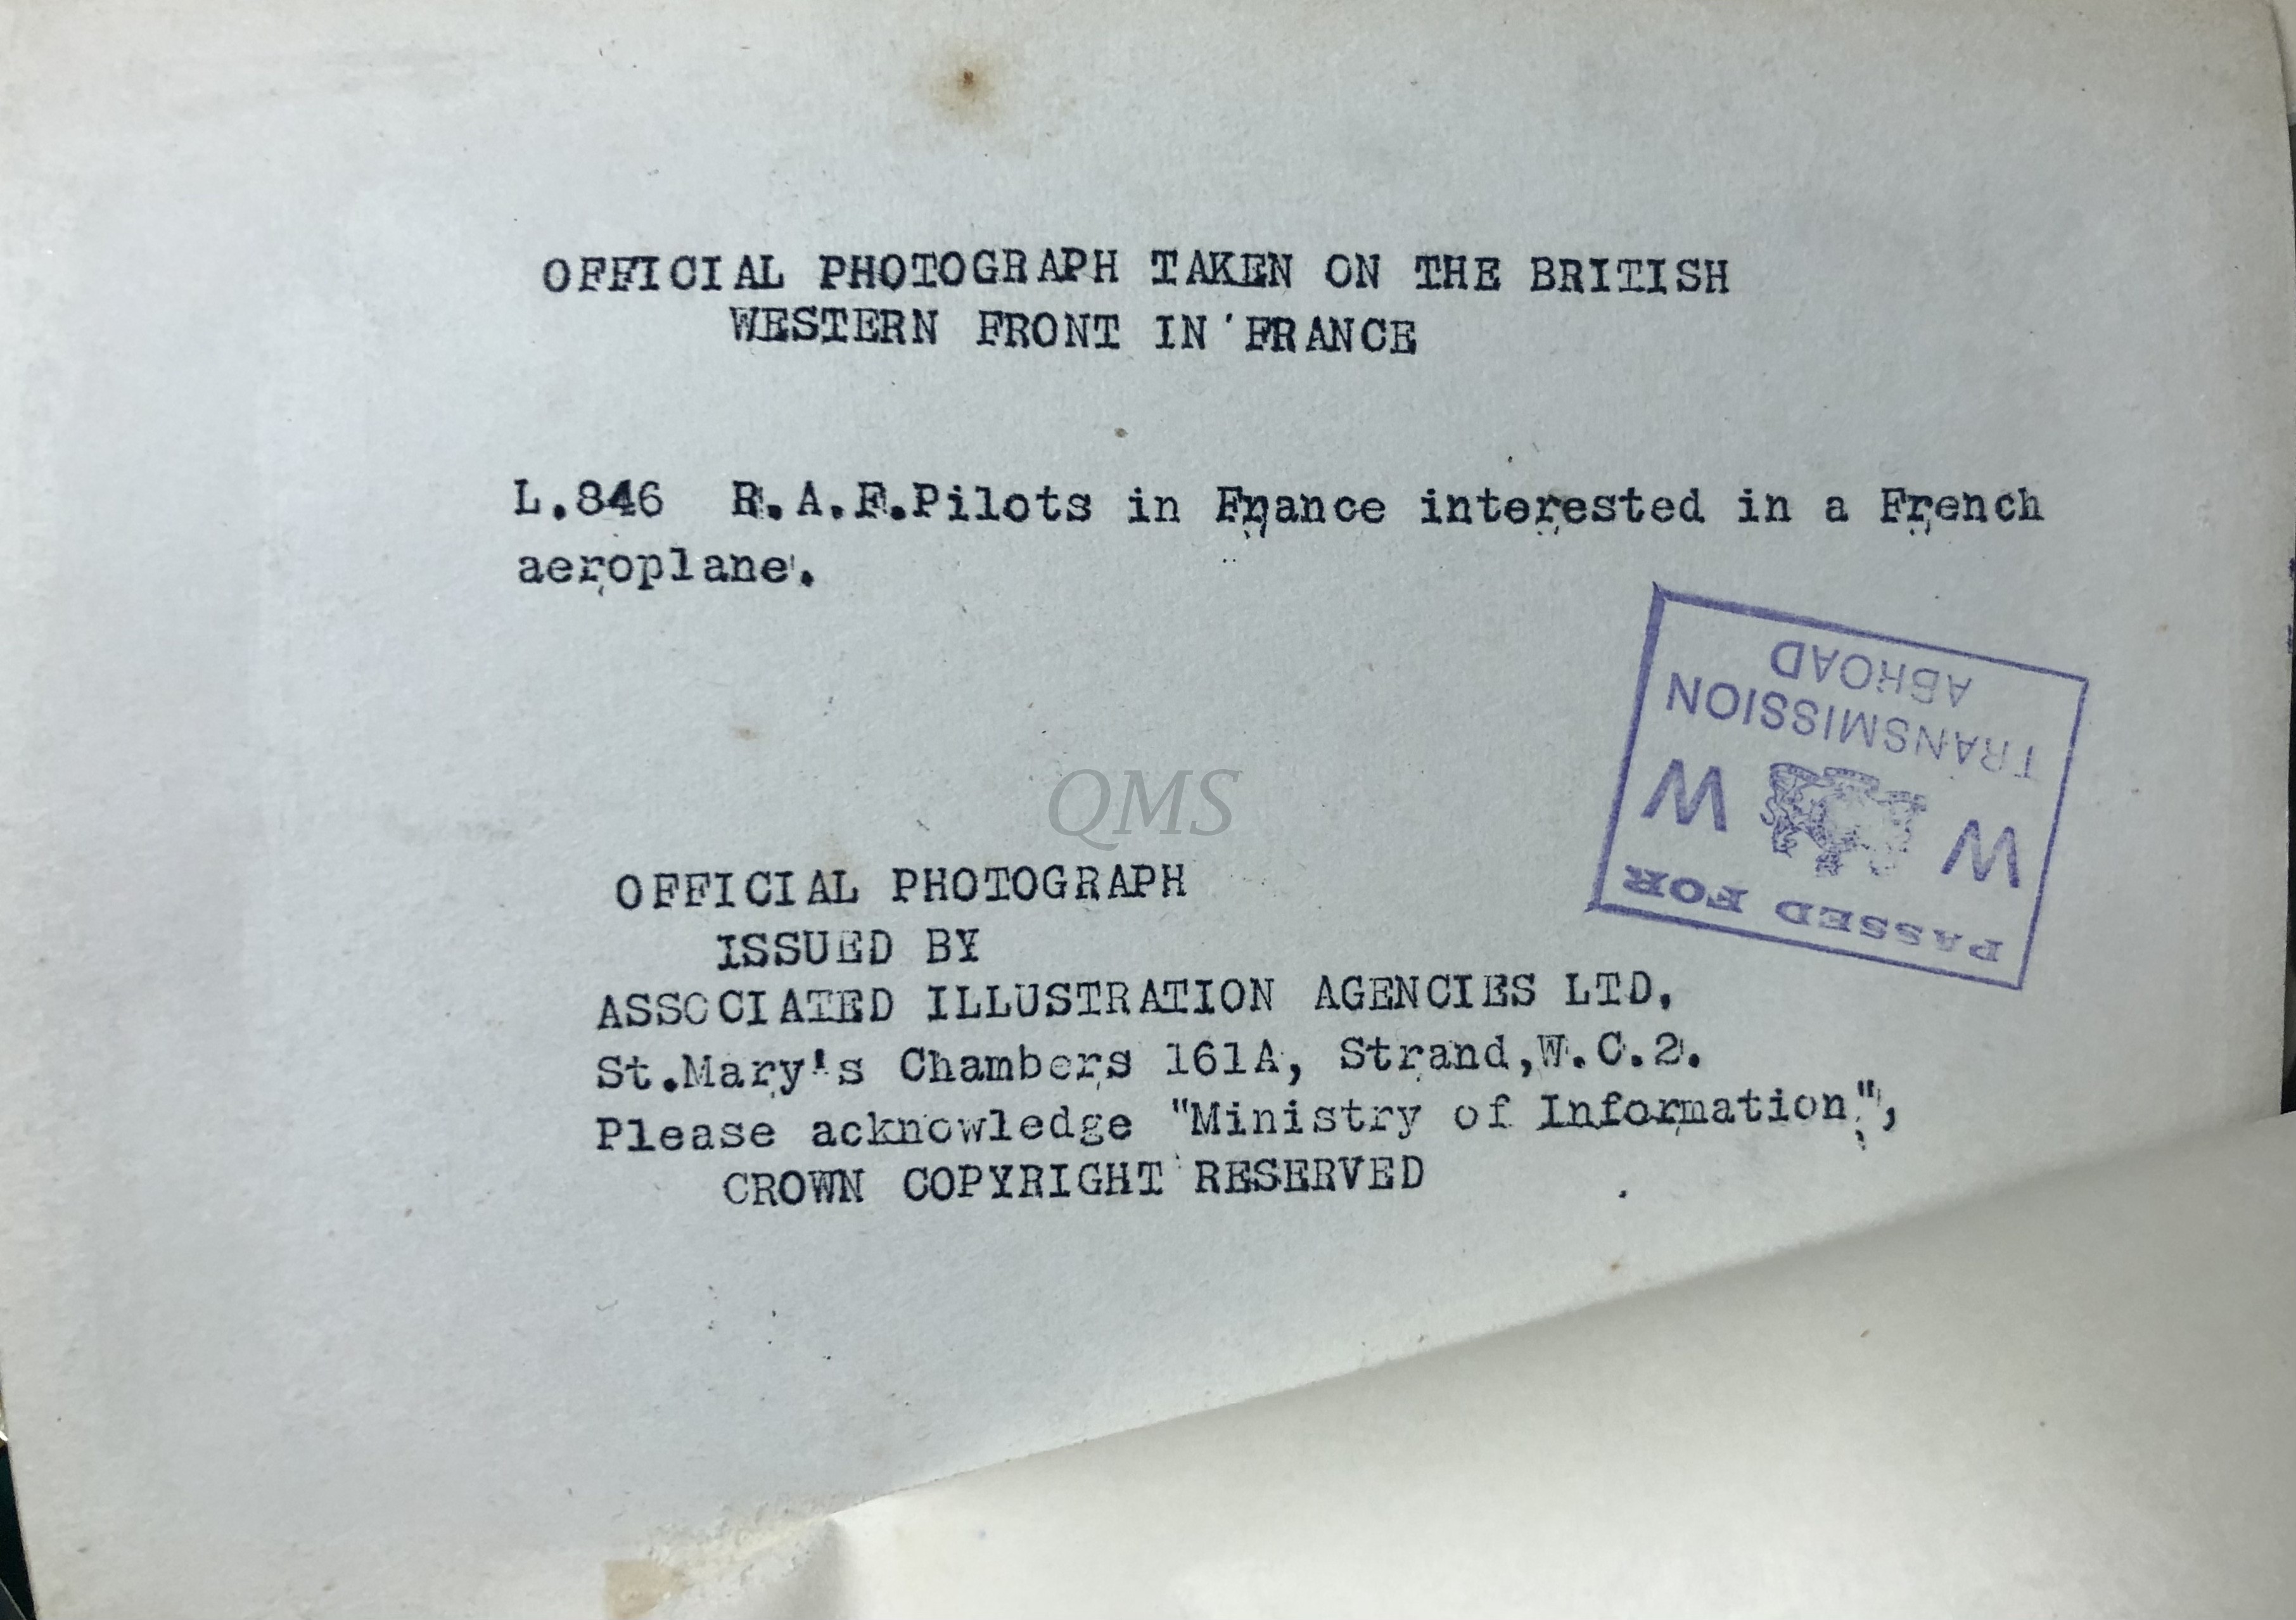 OFFICIAL PHOTOGRAPH TAKEN ON THE BRITISH
WESTERN FRONT IN FRANCE
L.846 R.A.F.Pilots in France interested in a French
aeroplane.
PASSED FOR
W W
TRANSMISSION
ABROAD
QMS
OFFICIAL PHOTOGRAPH
ISSUED BY
ASSOCIATED ILLUSTRATION AGENCIES LTD,
St.Mary's Chambers 161A, Strand,W.C.2.
Please acknowledge "Ministry of Information",
CROWN COPYRIGHT RESERVED